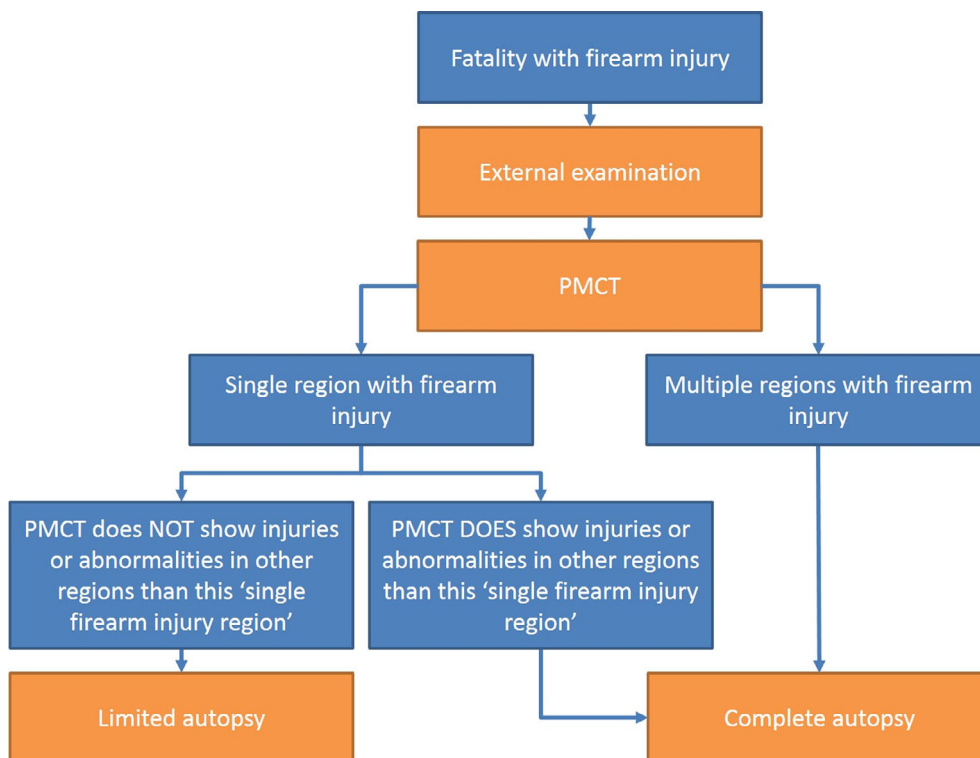 Fatality with firearm injury
External examination
PMCT
Single region with firearm
injury
Multiple regions with firearm
injury
PMCT does NOT show injuries
or abnormalities in other
regions than this ‘single
firearm injury region’
PMCT DOES show injuries or
abnormalities in other regions
than this ‘single firearm injury
region’
Limited autopsy
Complete autopsy